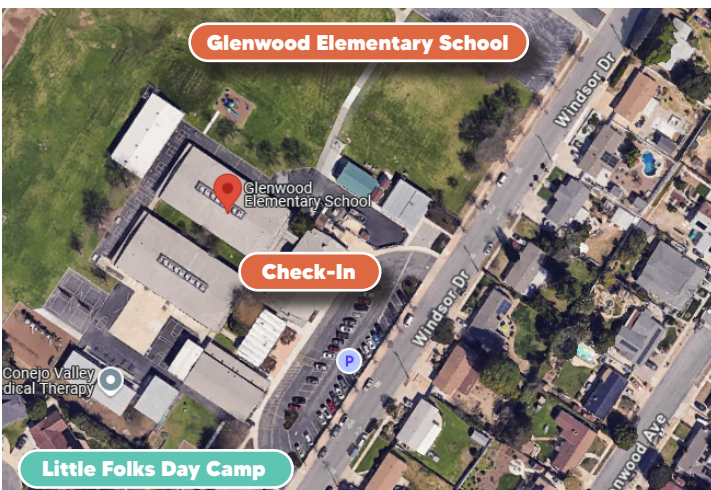 Glenwood Elementary School
Windsor Dr
Glenwood
Elementary School
Check-In
Windsor Dr
P
Conejo Valley
dical Therapy
nwood Ave
Little Folks Day Camp